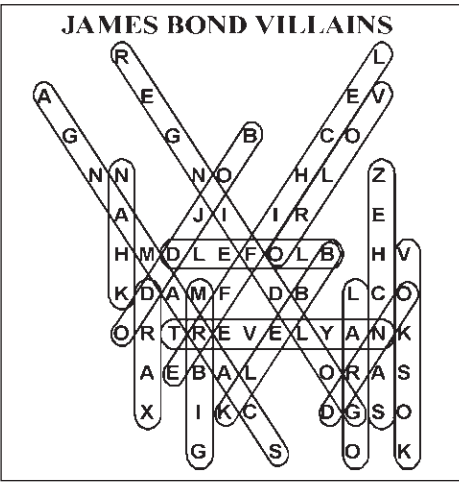 JAMES BOND VILLAINS
R L
A E E V
G G B C O
N N N O H L Z
A J I I R E
H M D L E F O L B H V
K D A M F D B L C O
O R T R E V E L Y A N K
A E B A L O R A S
X I K C D G S O
G S O K